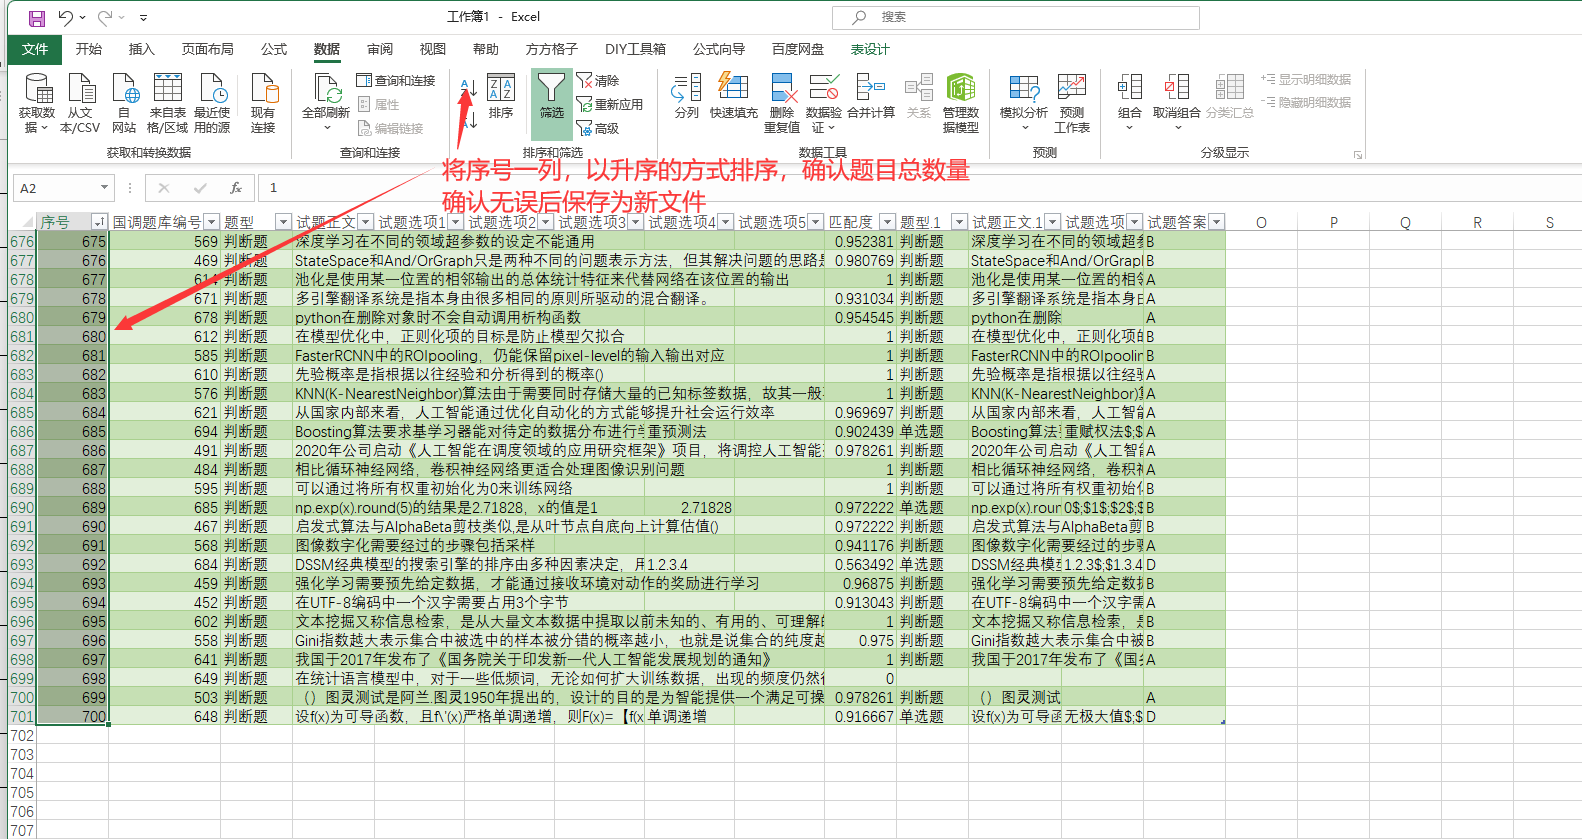 工作簿1 - Excel
搜索
文件 开始 插入 页面布局 公式 数据 审阅 视图 帮助 方方格子 DIY工具箱 公式向导 百度网盘 表设计
获取数据 从文本/CSV 自网站 来自表格/区域 最近使用的源 现有连接 全部刷新 查询和连接 属性 编辑链接 排序 筛选 清除 重新应用 高级 分列 快速填充 删除重复值 数据验证 合并计算 关系 管理数据模型 模拟分析 预测工作表 组合 取消组合 分类汇总 显示明细数据 隐藏明细数据
获取和转换数据 查询和连接 排序和筛选 数据工具 预测 分级显示
将序号一列，以升序的方式排序，确认题目总数量
确认无误后保存为新文件
A2 fx 1
序号 国调题库编号 题型 试题正文 试题选项1 试题选项2 试题选项3 试题选项4 试题选项5 匹配度 题型.1 试题正文.1 试题选项 试题答案 O P Q R S
676 675 569 判断题 深度学习在不同的领域超参数的设定不能通用 0.952381 判断题 深度学习在不同的领域超参 B
677 676 469 判断题 StateSpace和And/OrGraph只是两种不同的问题表示方法，但其解决问题的思路是 0.980769 判断题 StateSpace和And/OrGraph B
678 677 614 判断题 池化是使用某一位置的相邻输出的总体统计特征来代替网络在该位置的输出 1 判断题 池化是使用某一位置的相邻 A
679 678 671 判断题 多引擎翻译系统是指本身由很多相同的原则所驱动的混合翻译。 0.931034 判断题 多引擎翻译系统是指本身由 A
680 679 678 判断题 python在删除对象时不会自动调用析构函数 0.954545 判断题 python在删除 A
681 680 612 判断题 在模型优化中，正则化项的目标是防止模型欠拟合 1 判断题 在模型优化中，正则化项的 B
682 681 585 判断题 FasterRCNN中的ROIpooling，仍能保留pixel-level的输入输出对应 1 判断题 FasterRCNN中的ROIpoolin B
683 682 610 判断题 先验概率是指根据以往经验和分析得到的概率() 1 判断题 先验概率是指根据以往经验 A
684 683 576 判断题 KNN(K-NearestNeighbor)算法由于需要同时存储大量的已知标签数据，故其一般 1 判断题 KNN(K-NearestNeighbor) A
685 684 621 判断题 从国家内部来看，人工智能通过优化自动化的方式能够提升社会运行效率 0.969697 判断题 从国家内部来看，人工智能 A
686 685 694 判断题 Boosting算法要求基学习器能对待定的数据分布进行学 重预测法 0.902439 单选题 Boosting算法 重赋权法$;$ A
687 686 491 判断题 2020年公司启动《人工智能在调度领域的应用研究框架》项目，将调控人工智能 0.978261 判断题 2020年公司启动《人工智能 A
688 687 484 判断题 相比循环神经网络，卷积神经网络更适合处理图像识别问题 1 判断题 相比循环神经网络，卷积神 A
689 688 595 判断题 可以通过将所有权重初始化为0来训练网络 1 判断题 可以通过将所有权重初始化 B
690 689 685 判断题 np.exp(x).round(5)的结果是2.71828，x的值是1 2.71828 0.972222 单选题 np.exp(x).roun 0$;$1$;$2$;$ B
691 690 467 判断题 启发式算法与AlphaBeta剪枝类似,是从叶节点自底向上计算估值() 0.972222 判断题 启发式算法与AlphaBeta剪 B
692 691 568 判断题 图像数字化需要经过的步骤包括采样 0.941176 判断题 图像数字化需要经过的步骤 A
693 692 684 判断题 DSSM经典模型的搜索引擎的排序由多种因素决定，用 1.2.3.4 0.563492 单选题 DSSM经典模型 1.2.3$;$1.3.4 D
694 693 459 判断题 强化学习需要预先给定数据，才能通过接收环境对动作的奖励进行学习 0.96875 判断题 强化学习需要预先给定数据 B
695 694 452 判断题 在UTF-8编码中一个汉字需要占用3个字节 0.913043 判断题 在UTF-8编码中一个汉字需 A
696 695 602 判断题 文本挖掘又称信息检索，是从大量文本数据中提取以前未知的、有用的、可理解的 1 判断题 文本挖掘又称信息检索，是 B
697 696 558 判断题 Gini指数越大表示集合中被选中的样本被分错的概率越小，也就是说集合的纯度越 0.975 判断题 Gini指数越大表示集合中被 B
698 697 641 判断题 我国于2017年发布了《国务院关于印发新一代人工智能发展规划的通知》 1 判断题 我国于2017年发布了《国务 A
699 698 649 判断题 在统计语言模型中，对于一些低频词，无论如何扩大训练数据，出现的频度仍然很 0
700 699 503 判断题 （）图灵测试是阿兰.图灵1950年提出的，设计的目的是为智能提供一个满足可操 0.978261 判断题 （）图灵测试 A
701 700 648 判断题 设f(x)为可导函数，且f\'(x)严格单调递增，则F(x)=【f(x 单调递增 0.916667 单选题 设f(x)为可导函 无极大值$;$ D
702
703
704
705
706
707